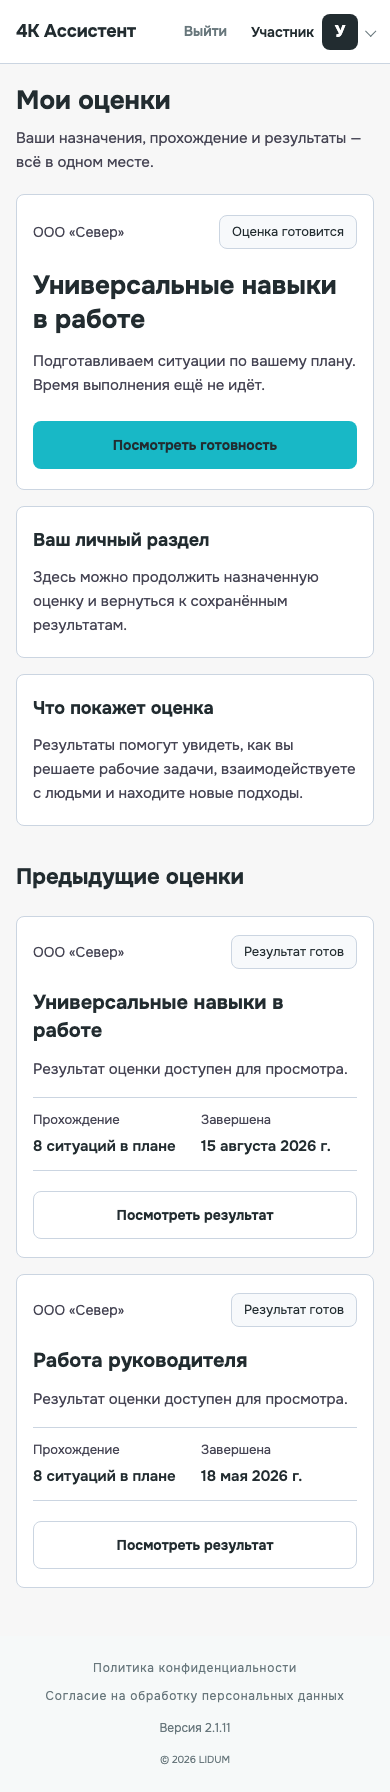 4K Ассистент
Выйти
Участник
У
Мои оценки
Ваши назначения, прохождение и результаты —
всё в одном месте.
ООО «Север»
Оценка готовится
Универсальные навыки
в работе
Подготавливаем ситуации по вашему плану.
Время выполнения ещё не идёт.
Посмотреть готовность
Ваш личный раздел
Здесь можно продолжить назначенную
оценку и вернуться к сохранённым
результатам.
Что покажет оценка
Результаты помогут увидеть, как вы
решаете рабочие задачи, взаимодействуете
с людьми и находите новые подходы.
Предыдущие оценки
ООО «Север»
Результат готов
Универсальные навыки в
работе
Результат оценки доступен для просмотра.
Прохождение
Завершена
8 ситуаций в плане
15 августа 2026 г.
Посмотреть результат
ООО «Север»
Результат готов
Работа руководителя
Результат оценки доступен для просмотра.
Прохождение
Завершена
8 ситуаций в плане
18 мая 2026 г.
Посмотреть результат
Политика конфиденциальности
Согласие на обработку персональных данных
Версия 2.1.11
© 2026 LIDUM